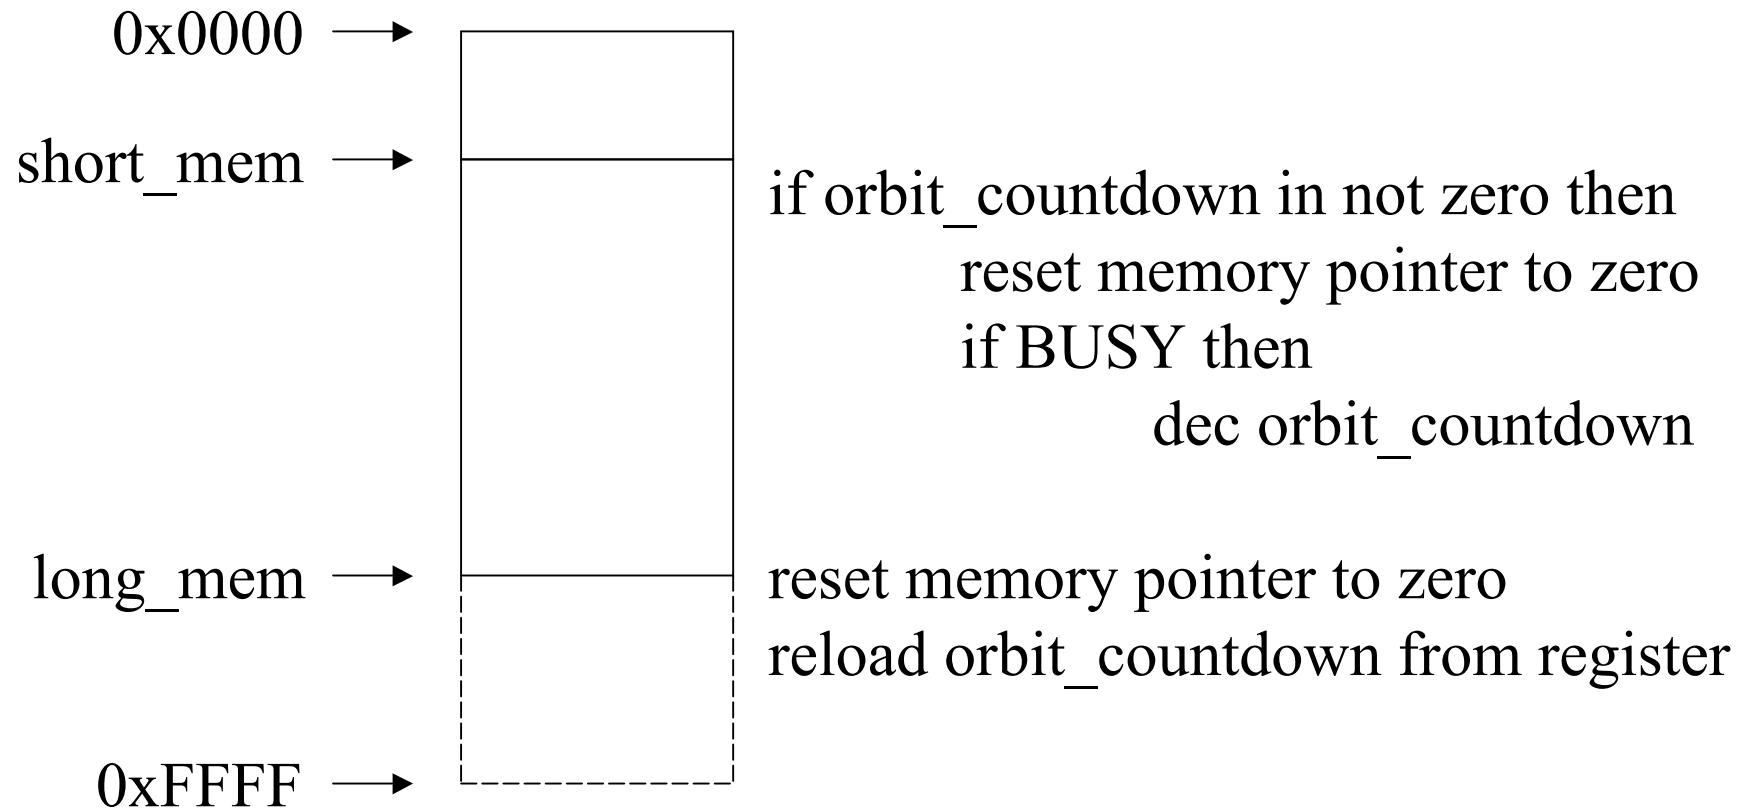 0x0000
short_mem
if orbit_countdown in not zero then
reset memory pointer to zero
if BUSY then
dec orbit_countdown
long_mem
reset memory pointer to zero
reload orbit_countdown from register
0xFFFF